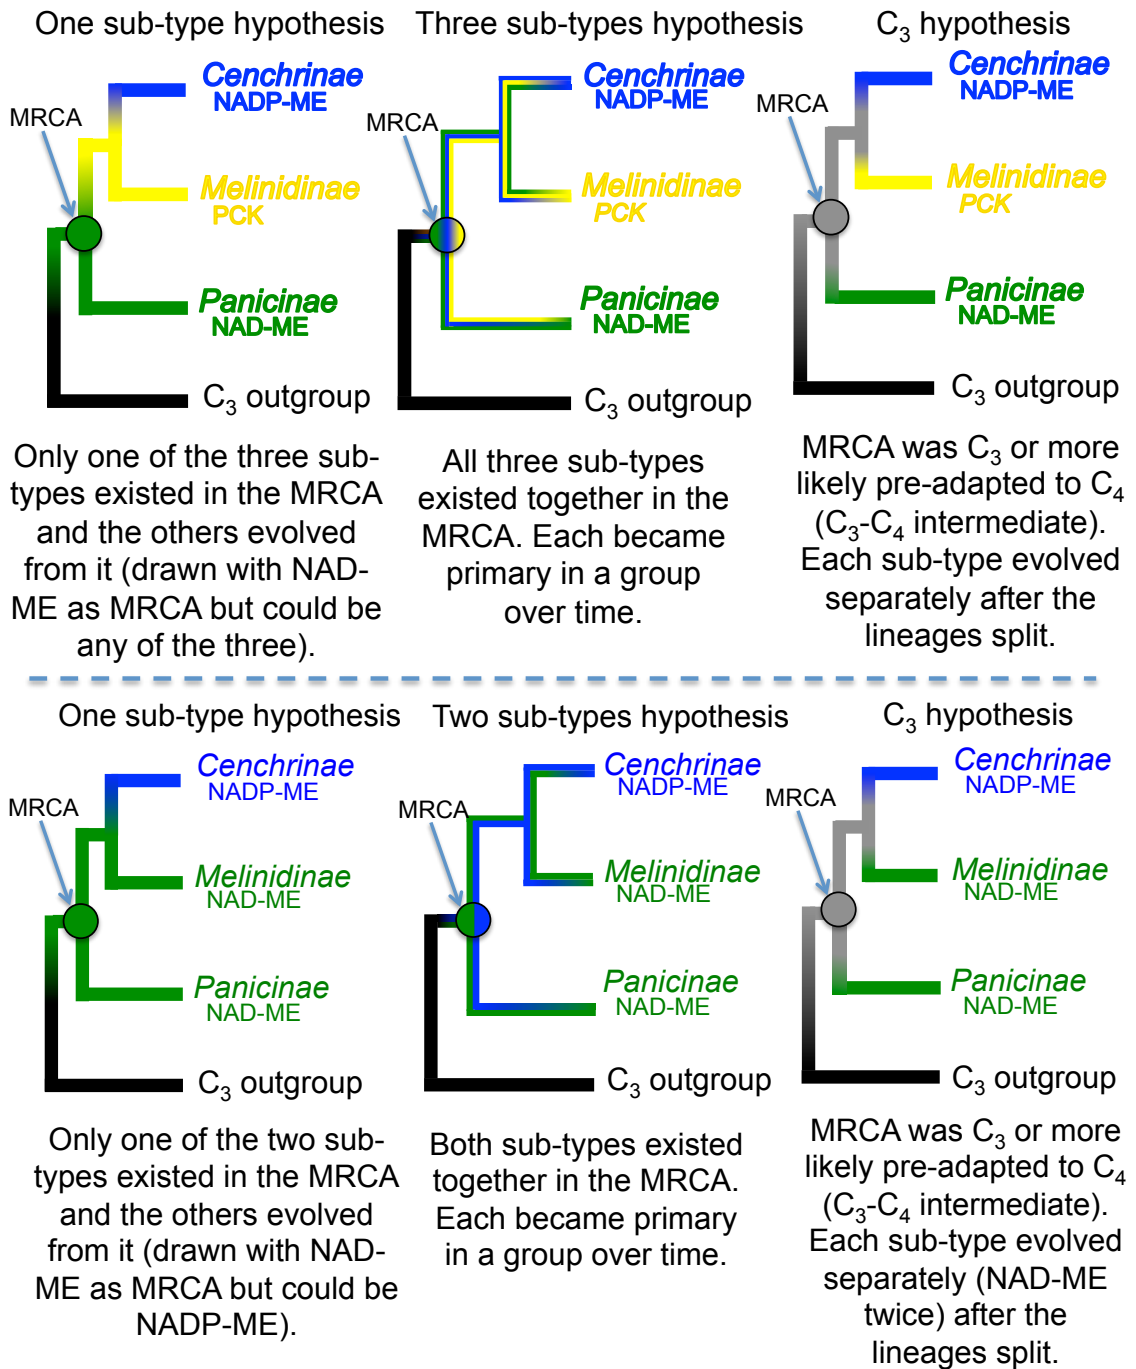 One sub-type hypothesis
MRCA
Cenchrinae
NADP-ME
Melinidinae
PCK
Panicinae
NAD-ME
C₃ outgroup
Only one of the three sub-
types existed in the MRCA
and the others evolved
from it (drawn with NAD-
ME as MRCA but could be
any of the three).
Three sub-types hypothesis
MRCA
Cenchrinae
NADP-ME
Melinidinae
PCK
Panicinae
NAD-ME
C₃ outgroup
All three sub-types
existed together in the
MRCA. Each became
primary in a group
over time.
C₃ hypothesis
MRCA
Cenchrinae
NADP-ME
Melinidinae
PCK
Panicinae
NAD-ME
C₃ outgroup
MRCA was C₃ or more
likely pre-adapted to C₄
(C₃-C₄ intermediate).
Each sub-type evolved
separately after the
lineages split.
One sub-type hypothesis
MRCA
Cenchrinae
NADP-ME
Melinidinae
NAD-ME
Panicinae
NAD-ME
C₃ outgroup
Only one of the two sub-
types existed in the MRCA
and the others evolved
from it (drawn with NAD-
ME as MRCA but could be
NADP-ME).
Two sub-types hypothesis
MRCA
Cenchrinae
NADP-ME
Melinidinae
NAD-ME
Panicinae
NAD-ME
C₃ outgroup
Both sub-types existed
together in the MRCA.
Each became primary
in a group over time.
C₃ hypothesis
MRCA
Cenchrinae
NADP-ME
Melinidinae
NAD-ME
Panicinae
NAD-ME
C₃ outgroup
MRCA was C₃ or more
likely pre-adapted to C₄
(C₃-C₄ intermediate).
Each sub-type evolved
separately (NAD-ME
twice) after the
lineages split.